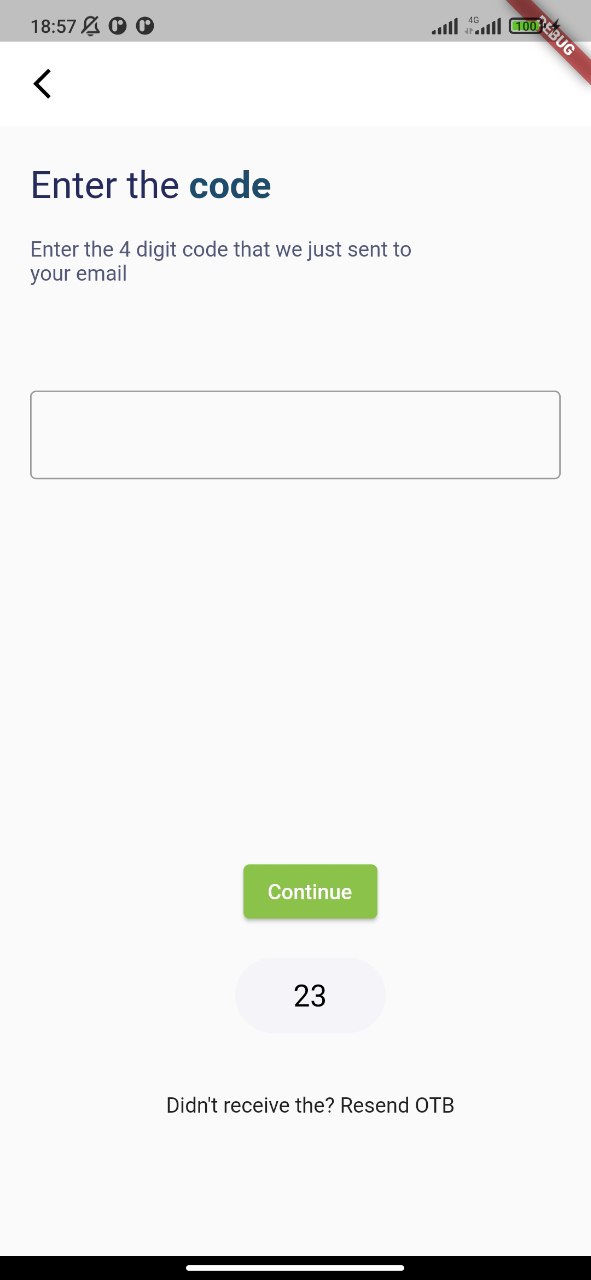 18:57
4G
100
DEBUG
Enter the code
Enter the 4 digit code that we just sent to
your email
Continue
23
Didn't receive the? Resend OTB